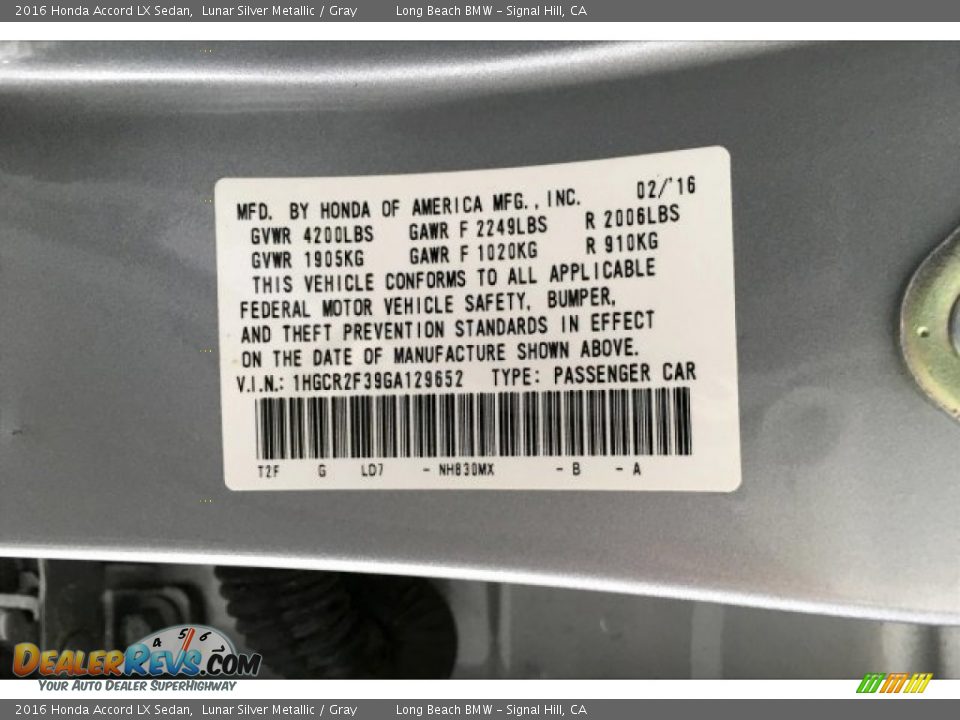 2016 Honda Accord LX Sedan, Lunar Silver Metallic / Gray Long Beach BMW - Signal Hill, CA
MFD. BY HONDA OF AMERICA MFG., INC. 02/'16
GVWR 4200LBS GAWR F 2249LBS R 2006LBS
GVWR 1905KG GAWR F 1020KG R 910KG
THIS VEHICLE CONFORMS TO ALL APPLICABLE
FEDERAL MOTOR VEHICLE SAFETY, BUMPER,
AND THEFT PREVENTION STANDARDS IN EFFECT
ON THE DATE OF MANUFACTURE SHOWN ABOVE.
V.I.N.: 1HGCR2F39GA129652 TYPE: PASSENGER CAR
T2F G LD7 - NH830MX - B - A
4 5 6 7
DEALERREVS.COM
YOUR AUTO DEALER SUPERHIGHWAY
2016 Honda Accord LX Sedan, Lunar Silver Metallic / Gray Long Beach BMW - Signal Hill, CA